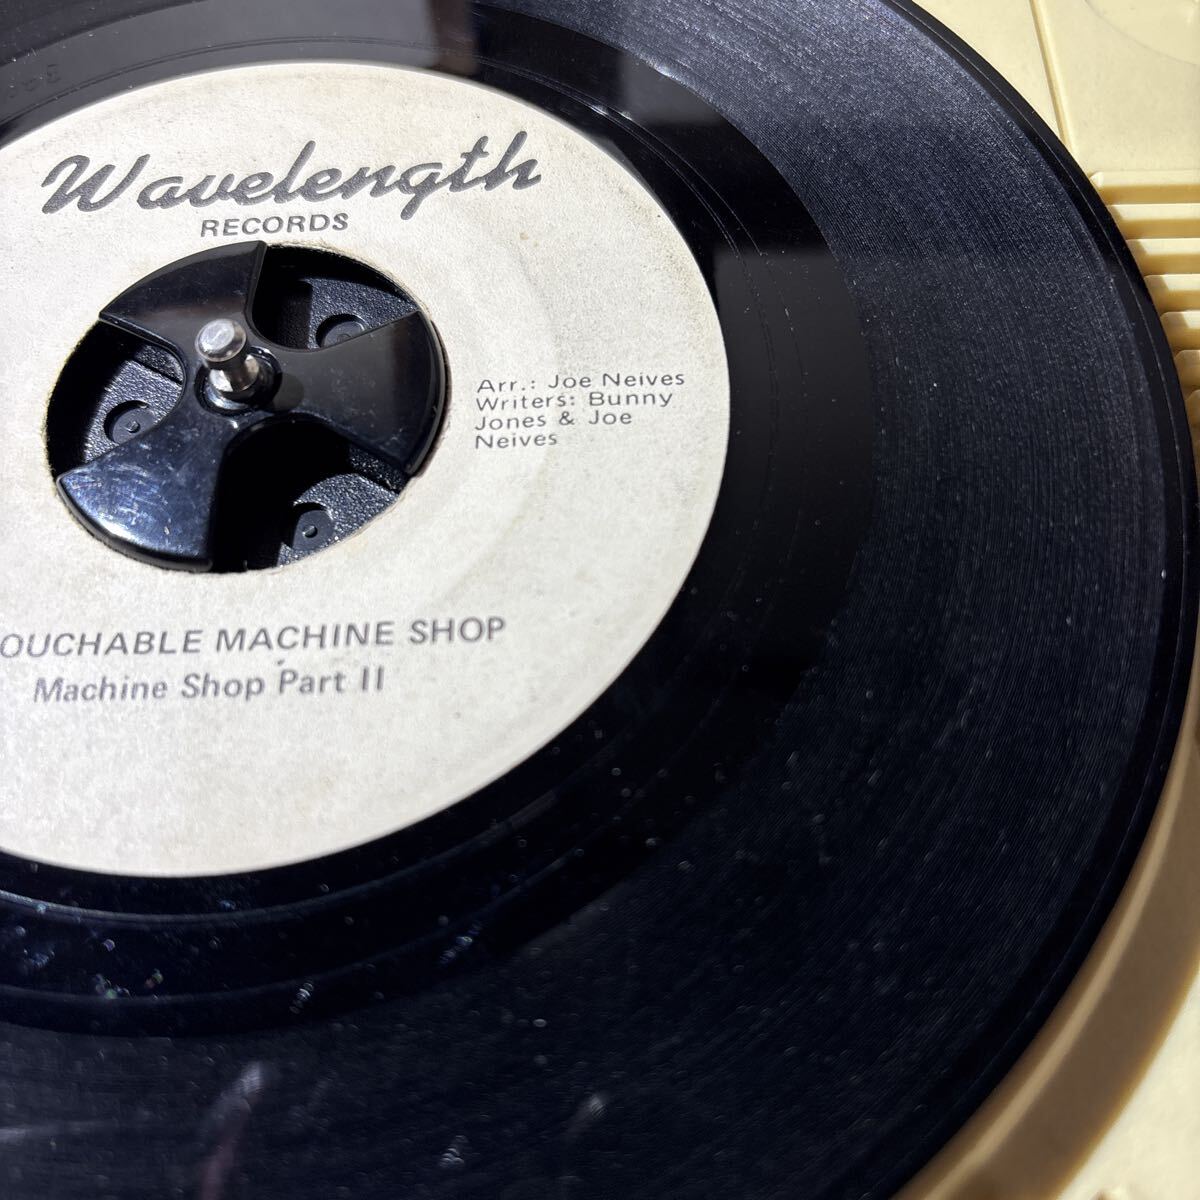 Wavelength
RECORDS
Arr.: Joe Neives
Writers: Bunny
Jones & Joe
Neives
OUCHABLE MACHINE SHOP
Machine Shop Part II